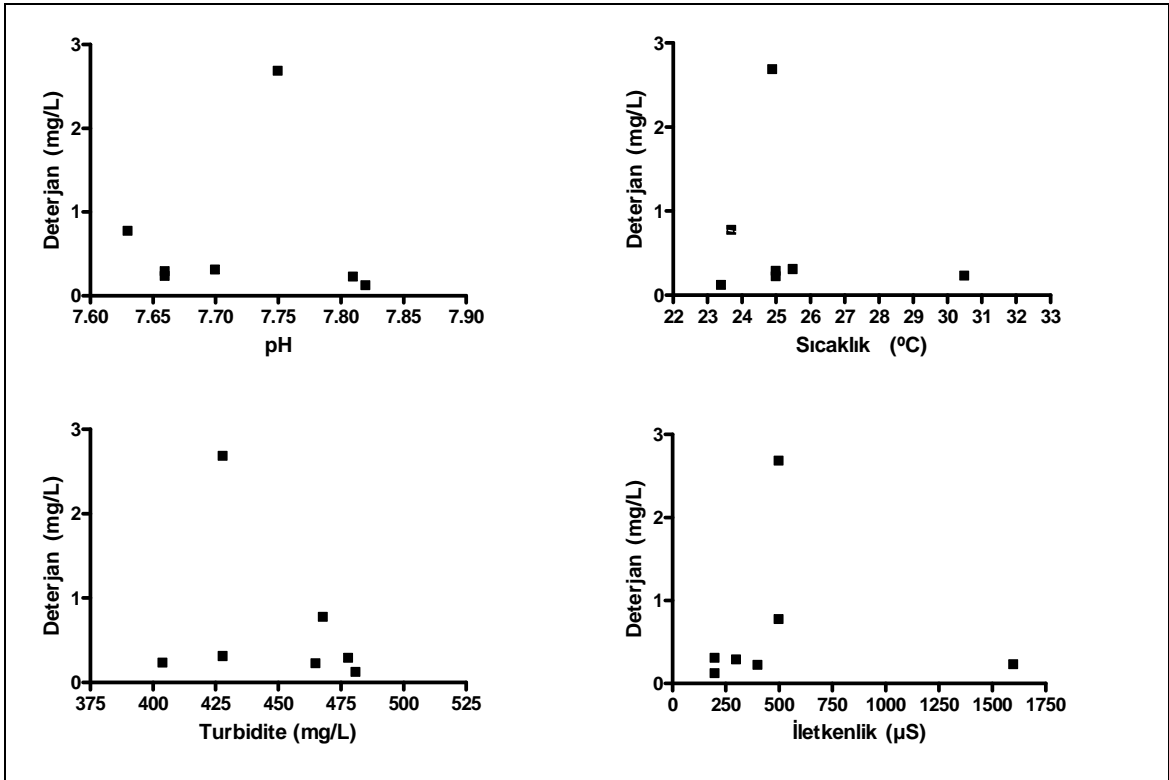 3
2
1
0
Deterjan (mg/L)
7.60 7.65 7.70 7.75 7.80 7.85 7.90
pH
3
2
1
0
Deterjan (mg/L)
22 23 24 25 26 27 28 29 30 31 32 33
Sıcaklık (ºC)
3
2
1
0
Deterjan (mg/L)
375 400 425 450 475 500 525
Turbidite (mg/L)
3
2
1
0
Deterjan (mg/L)
0 250 500 750 1000 1250 1500 1750
İletkenlik (µS)